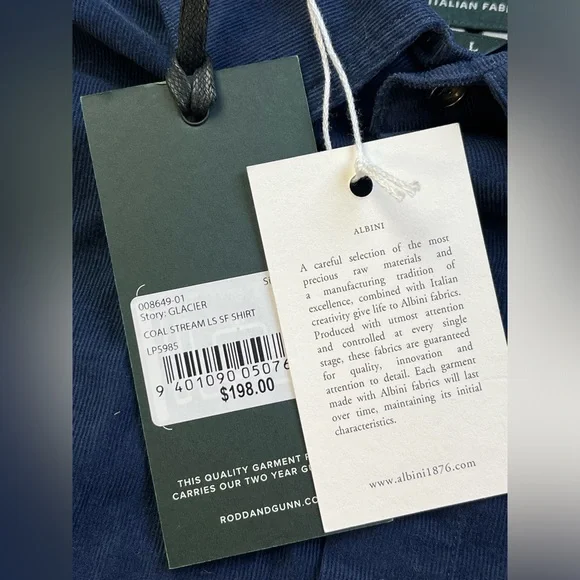 ITALIAN FAB
L
008649-01
Story: GLACIER
COAL STREAM LS SF SHIRT
LP5985
9 401090 05076
$198.00
THIS QUALITY GARMENT
CARRIES OUR TWO YEAR
RODDANDGUNN.CO
ALBINI
A careful selection of the most
precious raw materials and
a manufacturing tradition of
excellence, combined with Italian
creativity give life to Albini fabrics.
Produced with utmost attention
and controlled at every single
stage, these fabrics are guaranteed
for quality, innovation and
attention to detail. Each garment
made with Albini fabrics will last
over time, maintaining its initial
characteristics.
www.albini1876.com